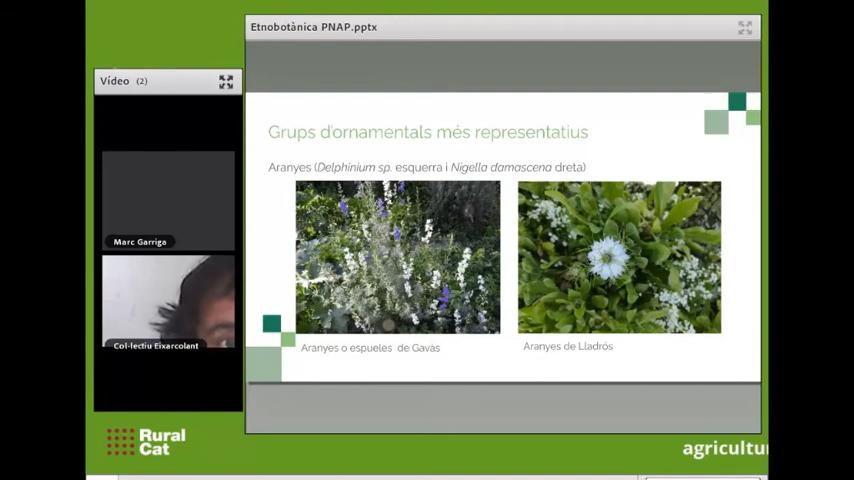 Etnobotànica PNAP.pptx
Vídeo (2)
Grups d'ornamentals més representatius
Aranyes (Delphinium sp. esquerra i Nigella damascena dreta)
Marc Garriga
Col·lectiu Eixarcolant
Aranyes o espueles de Gavàs
Aranyes de Lladrós
Rural
Cat
agricultur